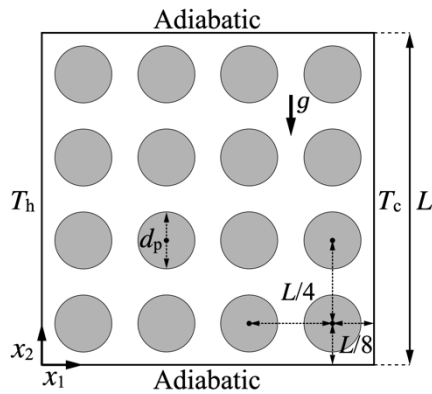 Adiabatic
g
T_h
T_c
L
d_p
L/4
L/8
x_2
x_1
Adiabatic